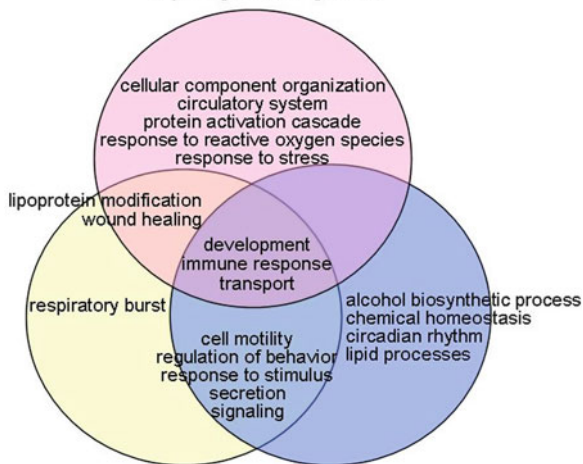 cellular component organization
circulatory system
protein activation cascade
response to reactive oxygen species
response to stress
lipoprotein modification
wound healing
development
immune response
transport
respiratory burst
alcohol biosynthetic process
chemical homeostasis
circadian rhythm
lipid processes
cell motility
regulation of behavior
response to stimulus
secretion
signaling